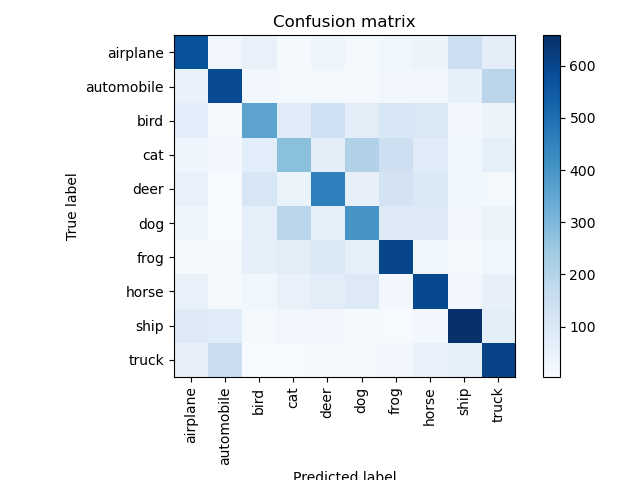 Confusion matrix
True label
airplane
automobile
bird
cat
deer
dog
frog
horse
ship
truck
airplane
automobile
bird
cat
deer
dog
frog
horse
ship
truck
Predicted label
600
500
400
300
200
100